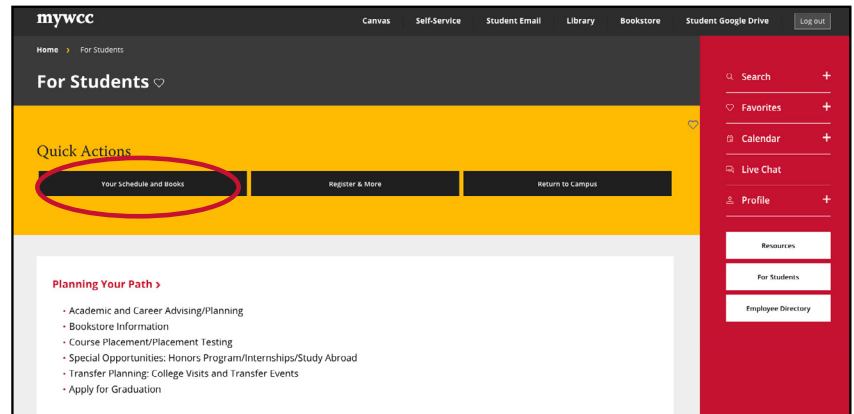 mywcc
Canvas Self-Service Student Email Library Bookstore Student Google Drive Log out
Home › For Students
For Students
Quick Actions
Your Schedule and Books
Register & More
Return to Campus
Planning Your Path ›
• Academic and Career Advising/Planning
• Bookstore Information
• Course Placement/Placement Testing
• Special Opportunities: Honors Program/Internships/Study Abroad
• Transfer Planning: College Visits and Transfer Events
• Apply for Graduation
Search +
Favorites +
Calendar +
Live Chat
Profile +
Resources
For Students
Employee Directory